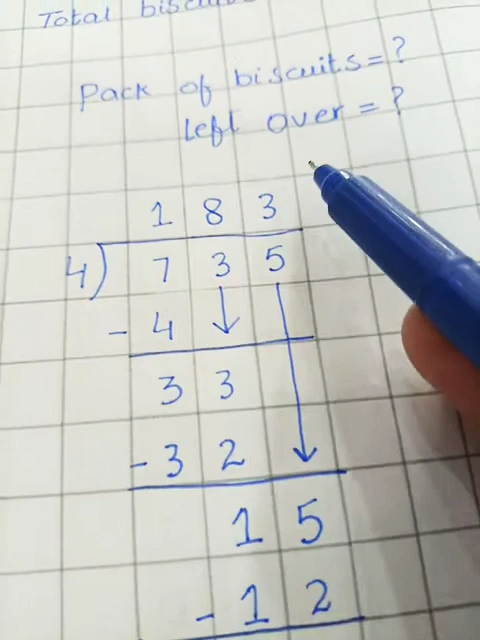 Total
Pack of biscuits = ?
left over = ?
1 8 3
4) 7 3 5
- 4
3 3
- 3 2
1 5
- 1 2